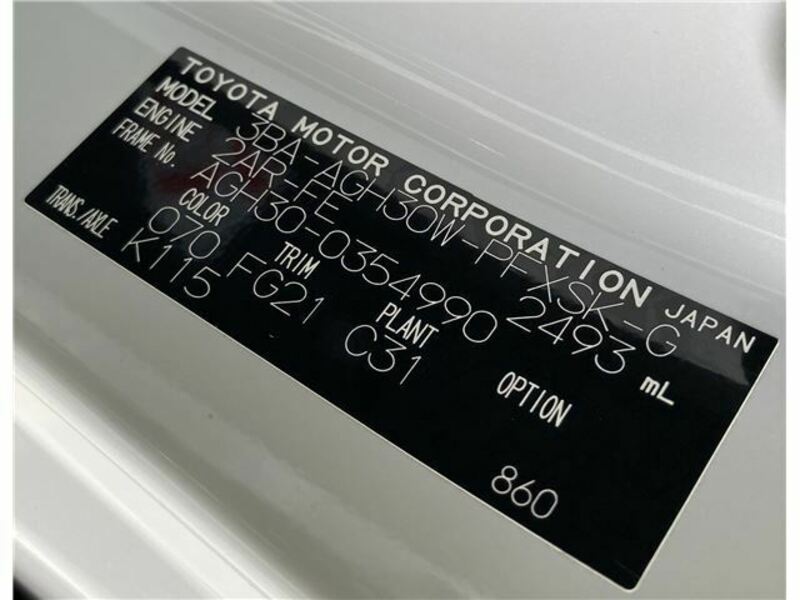 TOYOTA MOTOR CORPORATION JAPAN
MODEL 3BA-AGH30W-PFXSK-G
ENGINE 2AR-FE 2493 mL
FRAME No. AGH30-0354990
COLOR TRIM PLANT OPTION
070 FG21 C31
TRANS./AXLE K115 860